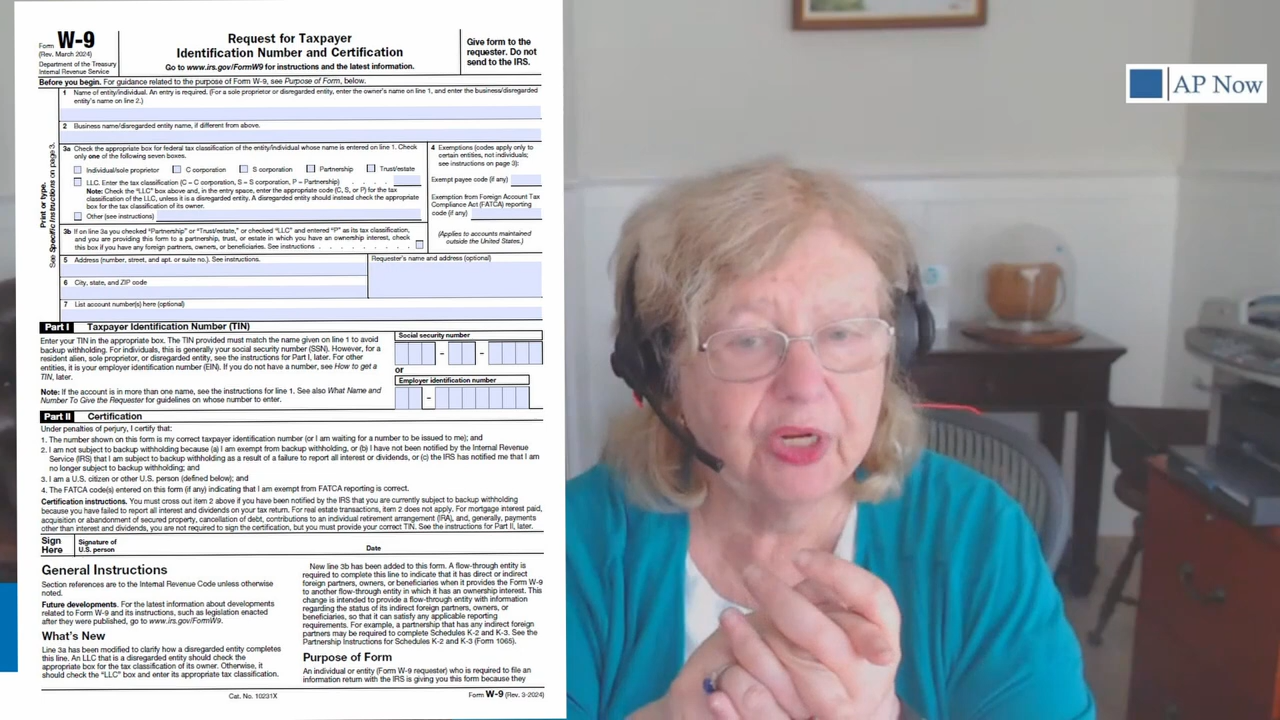 Form W-9
(Rev. March 2024)
Department of the Treasury
Internal Revenue Service
Request for Taxpayer
Identification Number and Certification
Go to www.irs.gov/FormW9 for instructions and the latest information.
Give form to the
requester. Do not
send to the IRS.
Before you begin. For guidance related to the purpose of Form W-9, see Purpose of Form, below.
Print or type.
See Specific Instructions on page 3.
1 Name of entity/individual. An entry is required. (For a sole proprietor or disregarded entity, enter the owner's name on line 1, and enter the business/disregarded
entity's name on line 2.)
2 Business name/disregarded entity name, if different from above.
3a Check the appropriate box for federal tax classification of the entity/individual whose name is entered on line 1. Check
only one of the following seven boxes.
Individual/sole proprietor C corporation S corporation Partnership Trust/estate
LLC. Enter the tax classification (C = C corporation, S = S corporation, P = Partnership) . . . .
Note: Check the "LLC" box above and, in the entry space, enter the appropriate code (C, S, or P) for the tax
classification of the LLC, unless it is a disregarded entity. A disregarded entity should instead check the appropriate
box for the tax classification of its owner.
Other (see instructions)
3b If on line 3a you checked "Partnership" or "Trust/estate," or checked "LLC" and entered "P" as its tax classification,
and you are providing this form to a partnership, trust, or estate in which you have an ownership interest, check
this box if you have any foreign partners, owners, or beneficiaries. See instructions . . . . . . . . .
4 Exemptions (codes apply only to
certain entities, not individuals;
see instructions on page 3):
Exempt payee code (if any)
Exemption from Foreign Account Tax
Compliance Act (FATCA) reporting
code (if any)
(Applies to accounts maintained
outside the United States.)
5 Address (number, street, and apt. or suite no.). See instructions.
Requester's name and address (optional)
6 City, state, and ZIP code
7 List account number(s) here (optional)
Part I Taxpayer Identification Number (TIN)
Enter your TIN in the appropriate box. The TIN provided must match the name given on line 1 to avoid
backup withholding. For individuals, this is generally your social security number (SSN). However, for a
resident alien, sole proprietor, or disregarded entity, see the instructions for Part I, later. For other
entities, it is your employer identification number (EIN). If you do not have a number, see How to get a
TIN, later.
Note: If the account is in more than one name, see the instructions for line 1. See also What Name and
Number To Give the Requester for guidelines on whose number to enter.
Social security number
– –
or
Employer identification number
–
Part II Certification
Under penalties of perjury, I certify that:
1. The number shown on this form is my correct taxpayer identification number (or I am waiting for a number to be issued to me); and
2. I am not subject to backup withholding because (a) I am exempt from backup withholding, or (b) I have not been notified by the Internal Revenue
Service (IRS) that I am subject to backup withholding as a result of a failure to report all interest or dividends, or (c) the IRS has notified me that I am
no longer subject to backup withholding; and
3. I am a U.S. citizen or other U.S. person (defined below); and
4. The FATCA code(s) entered on this form (if any) indicating that I am exempt from FATCA reporting is correct.
Certification instructions. You must cross out item 2 above if you have been notified by the IRS that you are currently subject to backup withholding
because you have failed to report all interest and dividends on your tax return. For real estate transactions, item 2 does not apply. For mortgage interest paid,
acquisition or abandonment of secured property, cancellation of debt, contributions to an individual retirement arrangement (IRA), and, generally, payments
other than interest and dividends, you are not required to sign the certification, but you must provide your correct TIN. See the instructions for Part II, later.
Sign
Here
Signature of
U.S. person
Date
General Instructions
Section references are to the Internal Revenue Code unless otherwise
noted.
Future developments. For the latest information about developments
related to Form W-9 and its instructions, such as legislation enacted
after they were published, go to www.irs.gov/FormW9.
What's New
Line 3a has been modified to clarify how a disregarded entity completes
this line. An LLC that is a disregarded entity should check the
appropriate box for the tax classification of its owner. Otherwise, it
should check the "LLC" box and enter its appropriate tax classification.
New line 3b has been added to this form. A flow-through entity is
required to complete this line to indicate that it has direct or indirect
foreign partners, owners, or beneficiaries when it provides the Form W-9
to another flow-through entity in which it has an ownership interest. This
change is intended to provide a flow-through entity with information
regarding the status of its indirect foreign partners, owners, or
beneficiaries, so that it can satisfy any applicable reporting
requirements. For example, a partnership that has any indirect foreign
partners may be required to complete Schedules K-2 and K-3. See the
Partnership Instructions for Schedules K-2 and K-3 (Form 1065).
Purpose of Form
An individual or entity (Form W-9 requester) who is required to file an
information return with the IRS is giving you this form because they
Cat. No. 10231X
Form W-9 (Rev. 3-2024)
AP Now